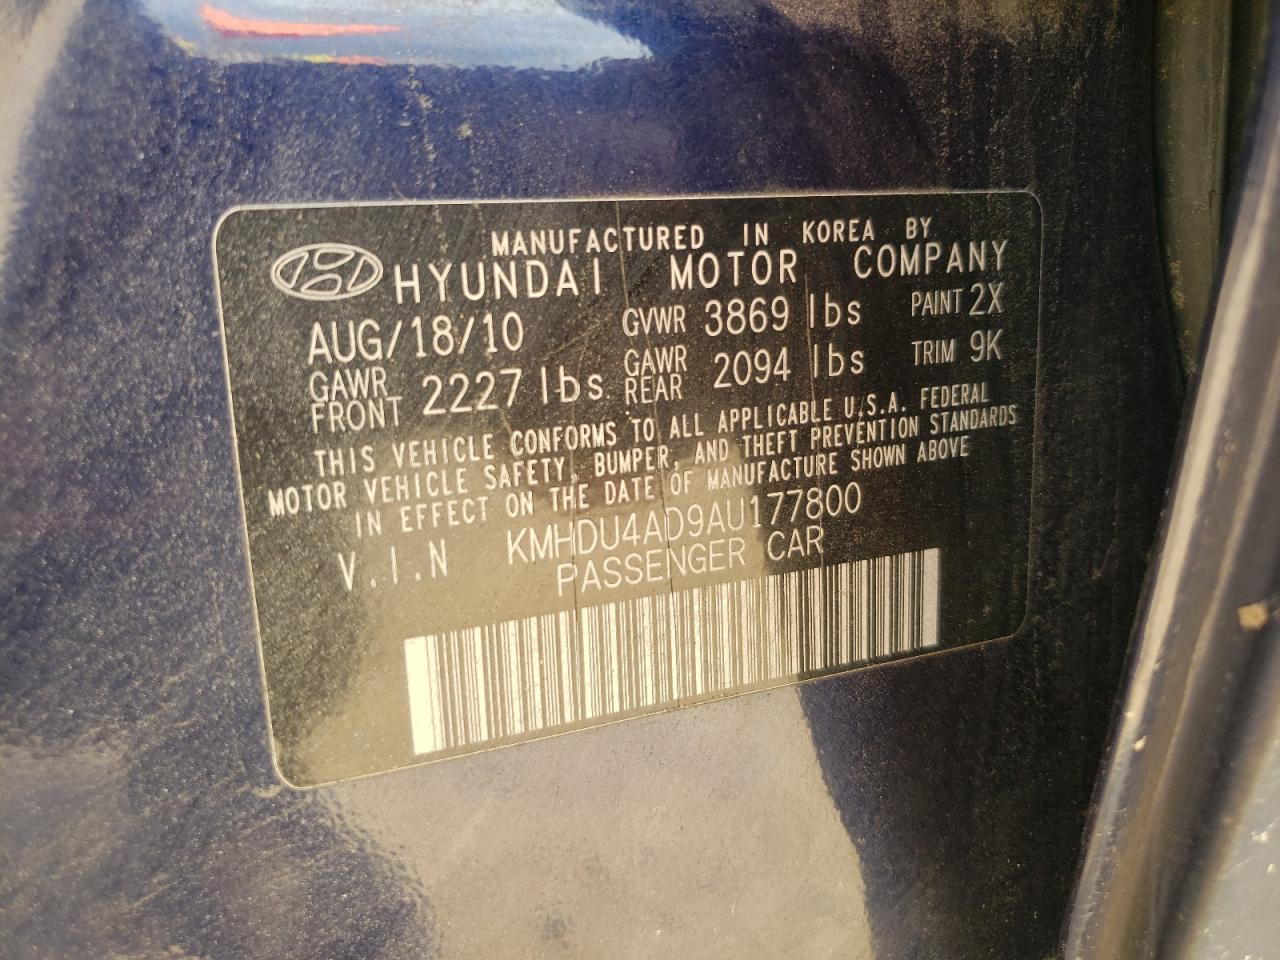 MANUFACTURED IN KOREA BY
HYUNDAI MOTOR COMPANY
AUG/18/10 GVWR 3869 lbs PAINT 2X
GAWR FRONT 2227 lbs GAWR REAR 2094 lbs TRIM 9K
THIS VEHICLE CONFORMS TO ALL APPLICABLE U.S.A. FEDERAL
MOTOR VEHICLE SAFETY, BUMPER, AND THEFT PREVENTION STANDARDS
IN EFFECT ON THE DATE OF MANUFACTURE SHOWN ABOVE
V.I.N KMHDU4AD9AU177800
PASSENGER CAR